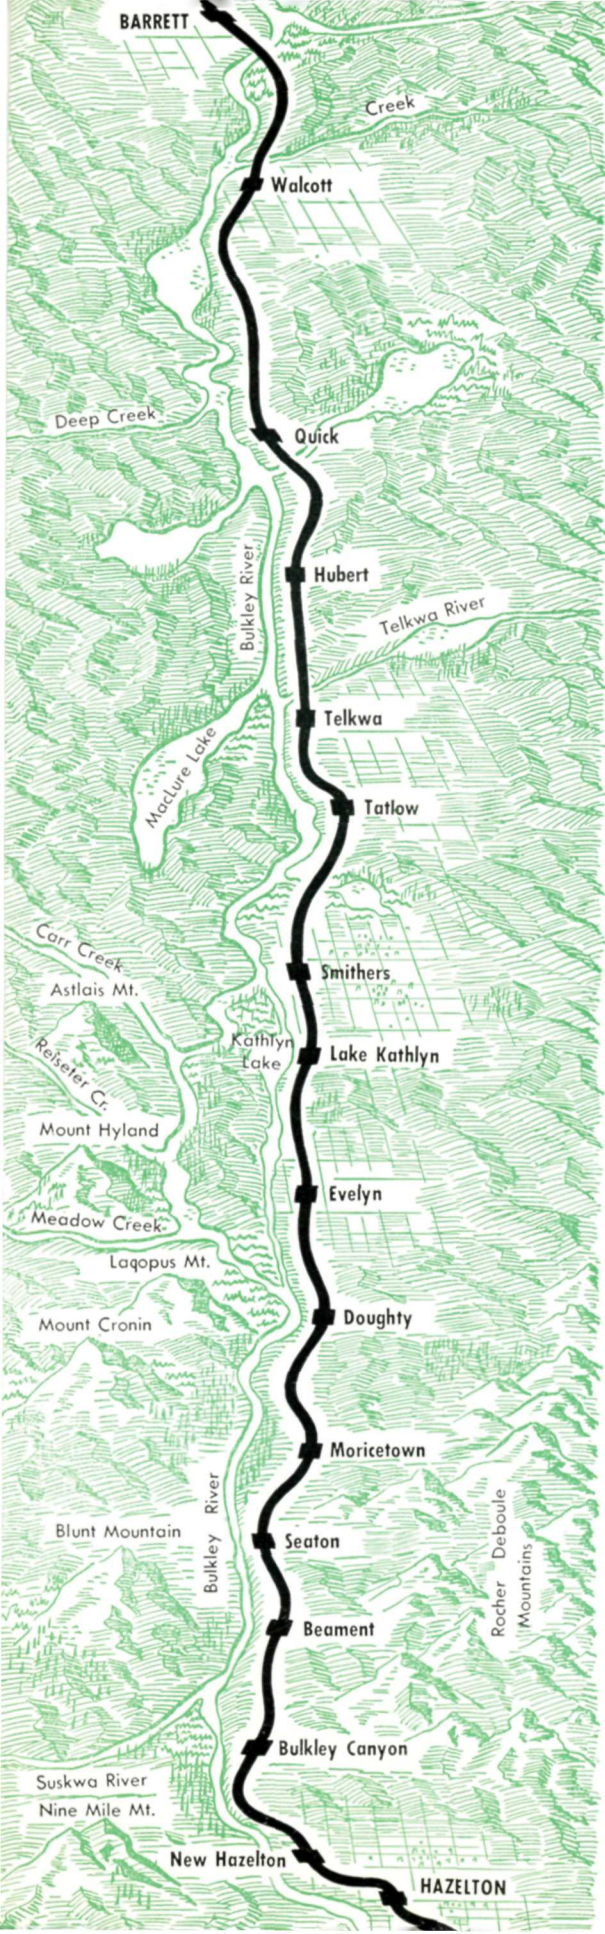 BARRETT
Creek
Walcott
Deep Creek
Quick
Bulkley River
Hubert
Telkwa River
Telkwa
MacLure Lake
Tatlow
Carr Creek
Smithers
Astlais Mt.
Kathlyn
Lake
Lake Kathlyn
Reiseter Cr.
Mount Hyland
Evelyn
Meadow Creek
Lagopus Mt.
Doughty
Mount Cronin
Moricetown
Bulkley River
Blunt Mountain
Seaton
Rocher Deboule
Mountains
Beament
Bulkley Canyon
Suskwa River
Nine Mile Mt.
New Hazelton
HAZELTON